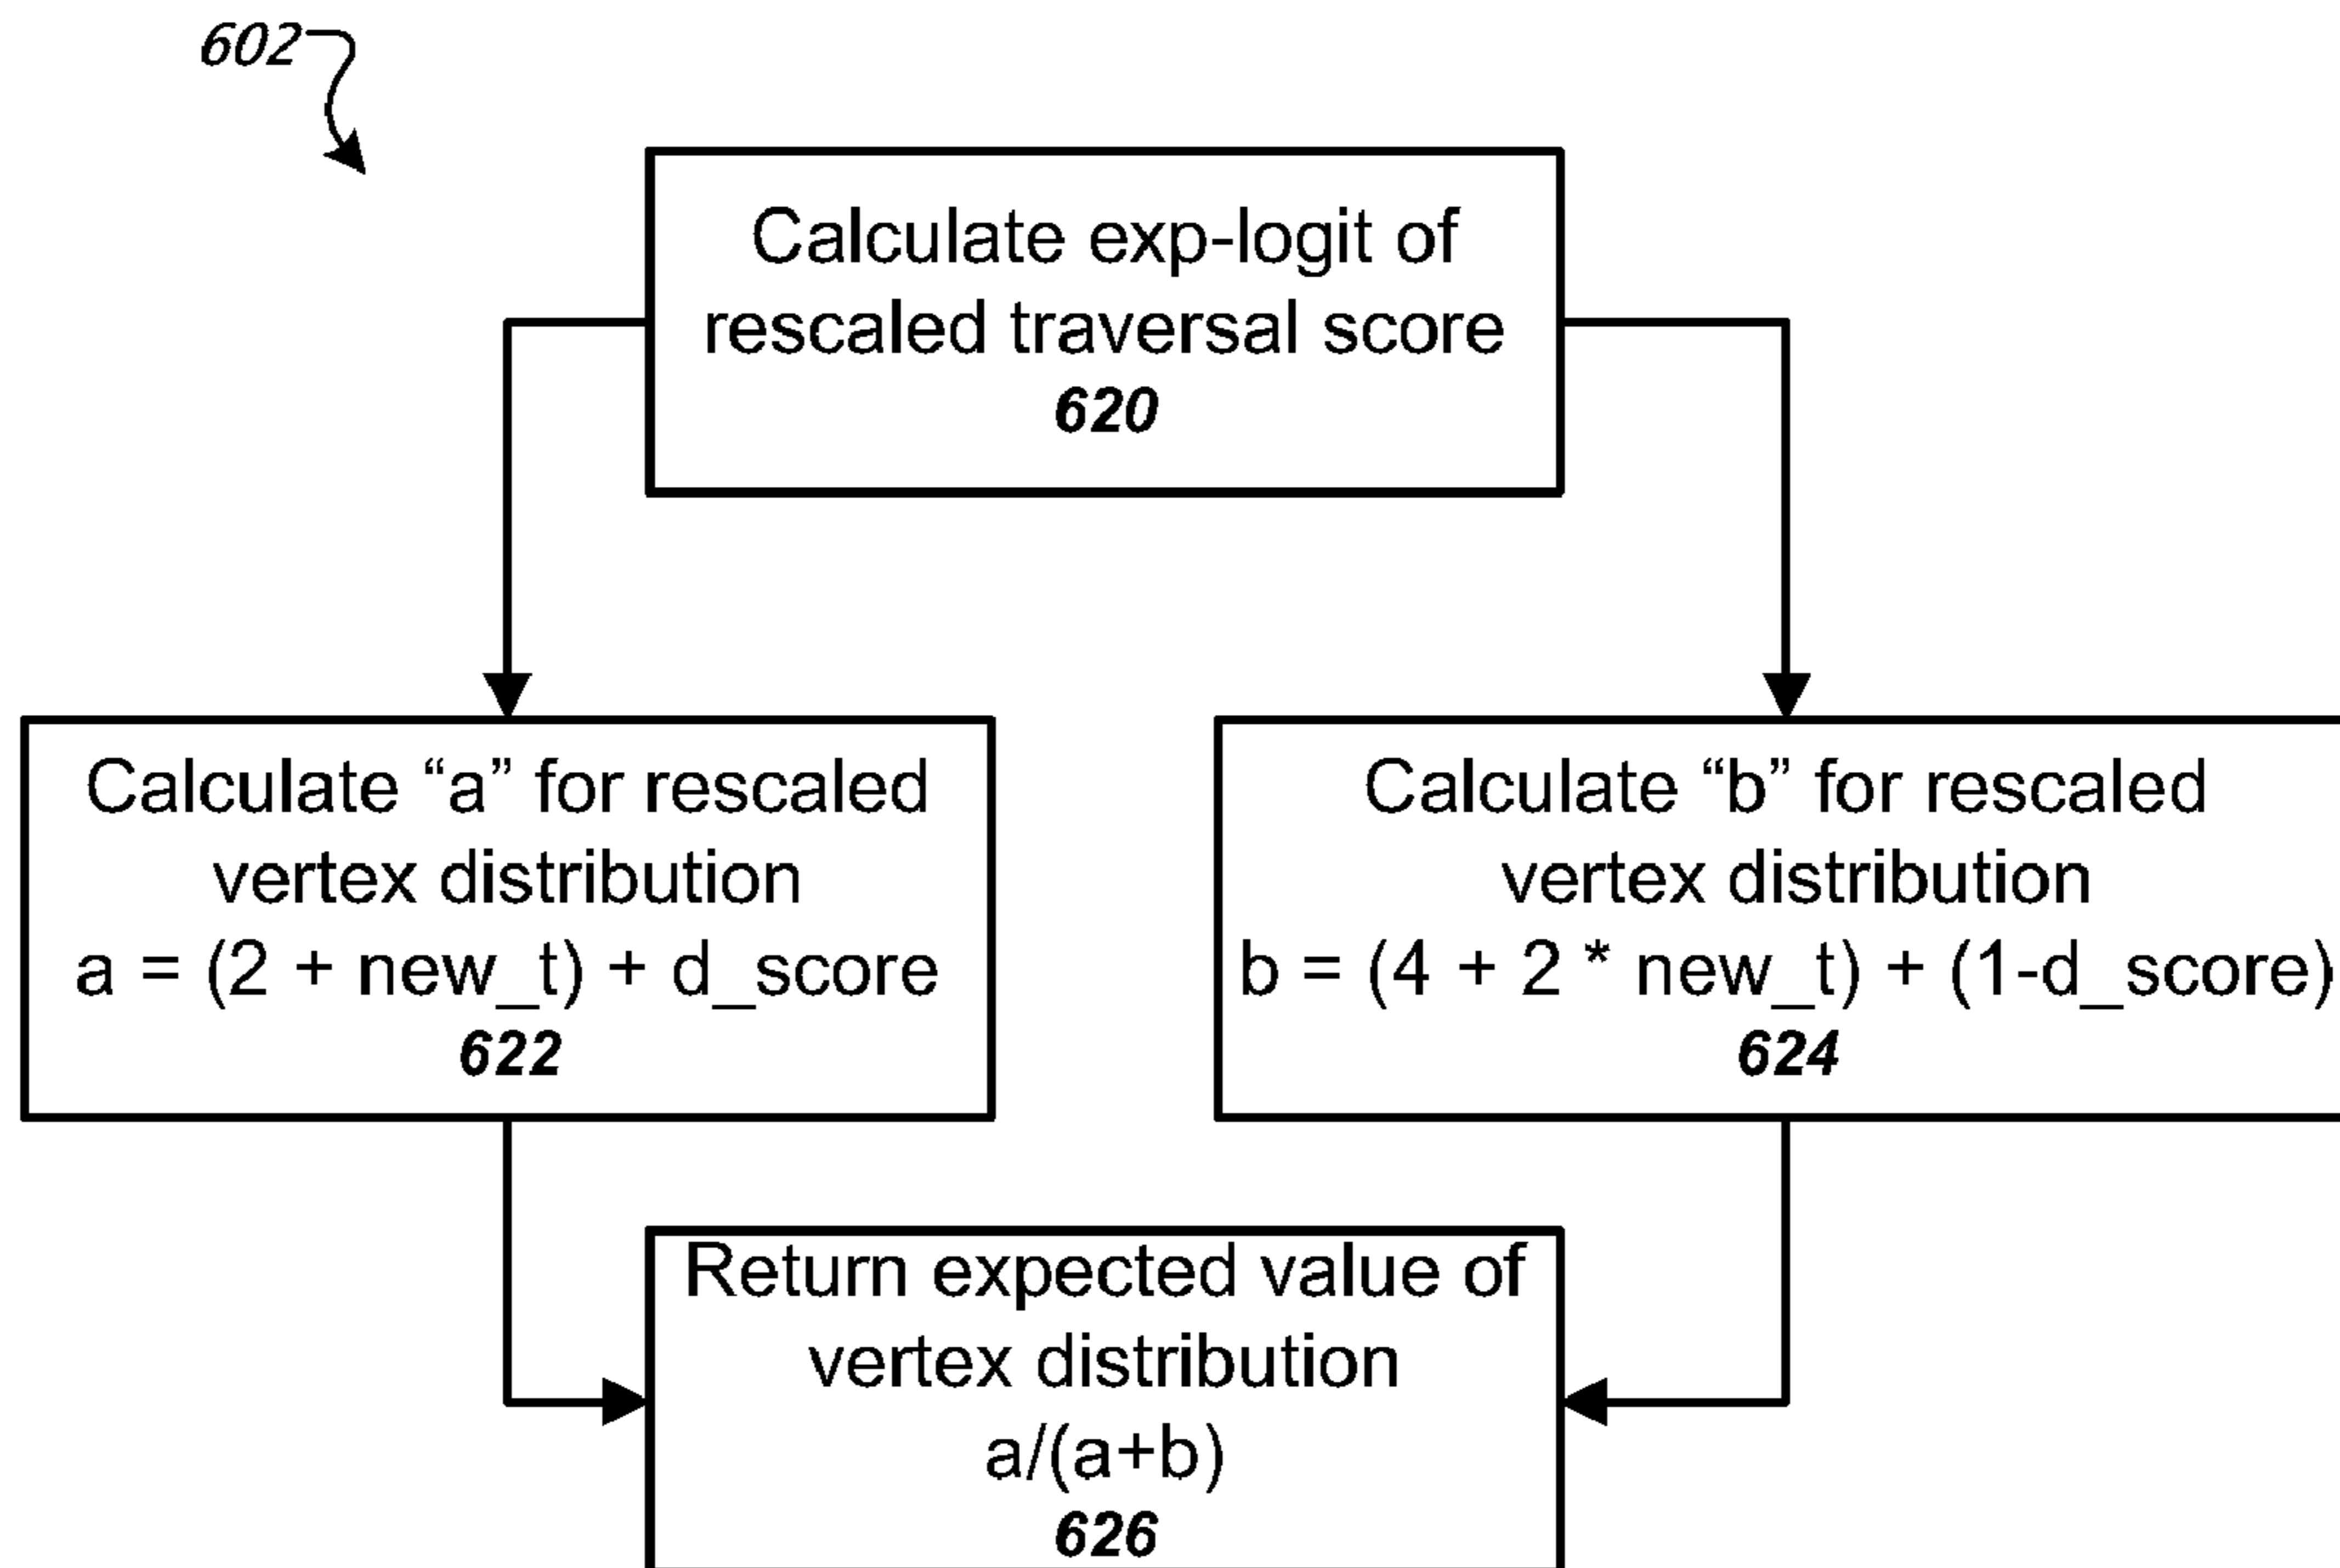 602
Calculate exp-logit of
rescaled traversal score
620
Calculate “a” for rescaled
vertex distribution
a = (2 + new_t) + d_score
622
Calculate “b” for rescaled
vertex distribution
b = (4 + 2 * new_t) + (1-d_score)
624
Return expected value of
vertex distribution
a/(a+b)
626